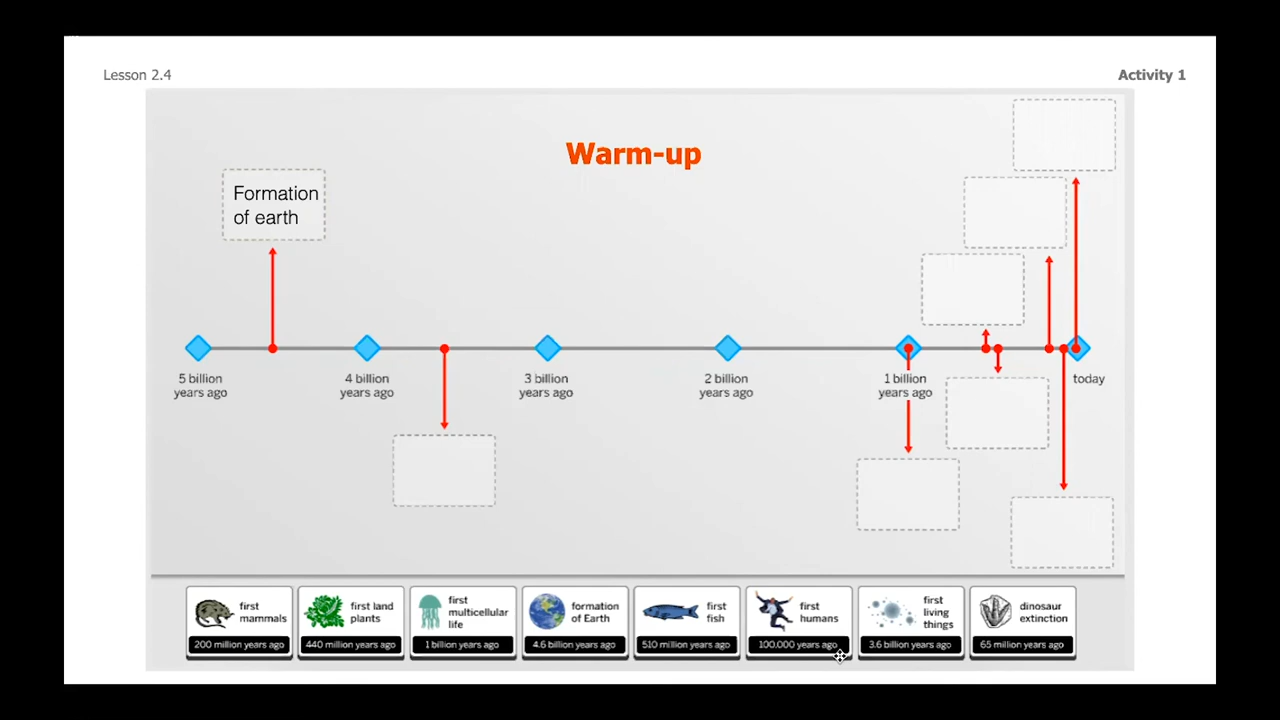 Lesson 2.4
Activity 1
Warm-up
Formation
of earth
5 billion
years ago
4 billion
years ago
3 billion
years ago
2 billion
years ago
1 billion
years ago
today
first
mammals
200 million years ago
first land
plants
440 million years ago
first
multicellular
life
1 billion years ago
formation
of Earth
4.6 billion years ago
first
fish
510 million years ago
first
humans
100.000 years ago
first
living
things
3.6 billion years ago
dinosaur
extinction
65 million years ago